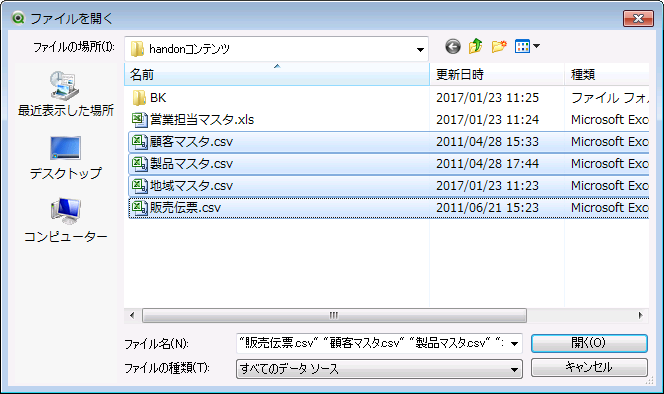 ファイルを開く
ファイルの場所(I):
handonコンテンツ
名前 更新日時 種類
BK 2017/01/23 11:25 ファイル フォ
営業担当マスタ.xls 2017/01/23 11:24 Microsoft Exc
顧客マスタ.csv 2011/04/28 15:33 Microsoft Exc
製品マスタ.csv 2011/04/28 17:44 Microsoft Exc
地域マスタ.csv 2017/01/23 11:23 Microsoft Exc
販売伝票.csv 2011/06/21 15:23 Microsoft Exc
最近表示した場所
デスクトップ
コンピューター
ファイル名(N): "販売伝票.csv" "顧客マスタ.csv" "製品マスタ.csv" "
開く(O)
ファイルの種類(T): すべてのデータ ソース
キャンセル